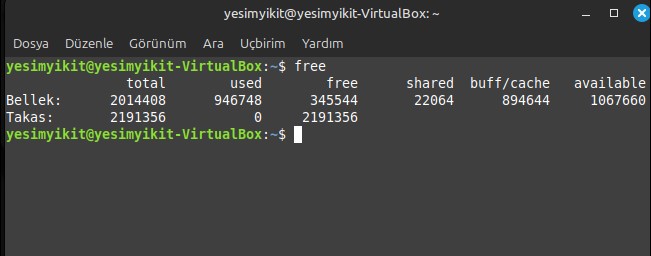 yesimyikit@yesimyikit-VirtualBox: ~
Dosya Düzenle Görünüm Ara Uçbirim Yardım
yesimyikit@yesimyikit-VirtualBox:~$ free
total used free shared buff/cache available
Bellek: 2014408 946748 345544 22064 894644 1067660
Takas: 2191356 0 2191356
yesimyikit@yesimyikit-VirtualBox:~$